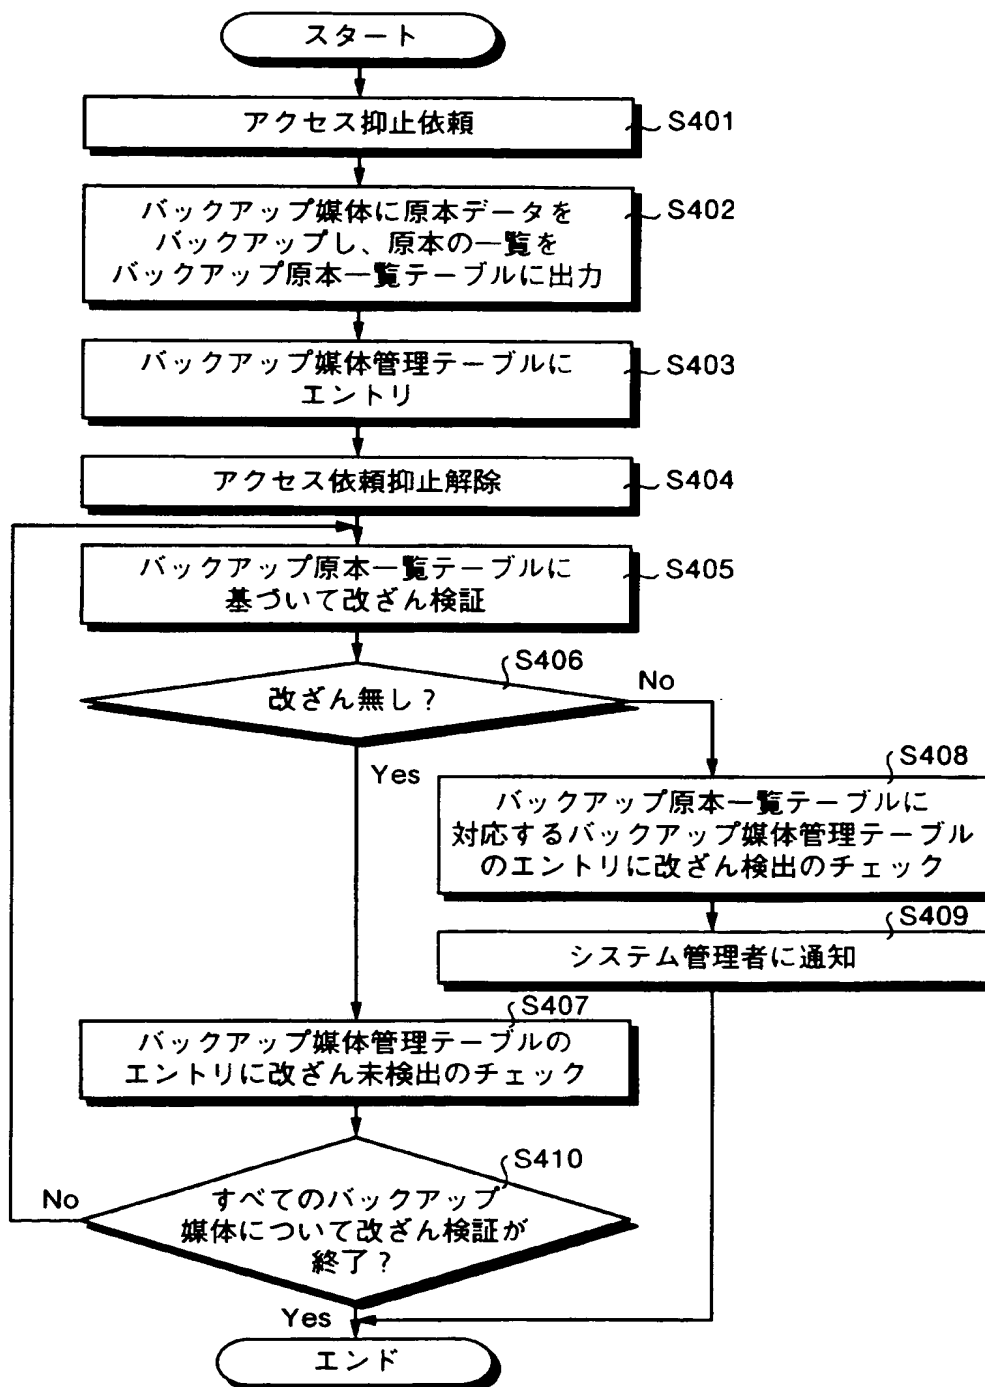 スタート
アクセス抑止依頼
S401
バックアップ媒体に原本データを
バックアップし、原本の一覧を
バックアップ原本一覧テーブルに出力
S402
バックアップ媒体管理テーブルに
エントリ
S403
アクセス依頼抑止解除
S404
バックアップ原本一覧テーブルに
基づいて改ざん検証
S405
S406
改ざん無し？
No
Yes
S408
バックアップ原本一覧テーブルに
対応するバックアップ媒体管理テーブル
のエントリに改ざん検出のチェック
S409
システム管理者に通知
S407
バックアップ媒体管理テーブルの
エントリに改ざん未検出のチェック
S410
すべてのバックアップ
媒体について改ざん検証が
終了？
No
Yes
エンド